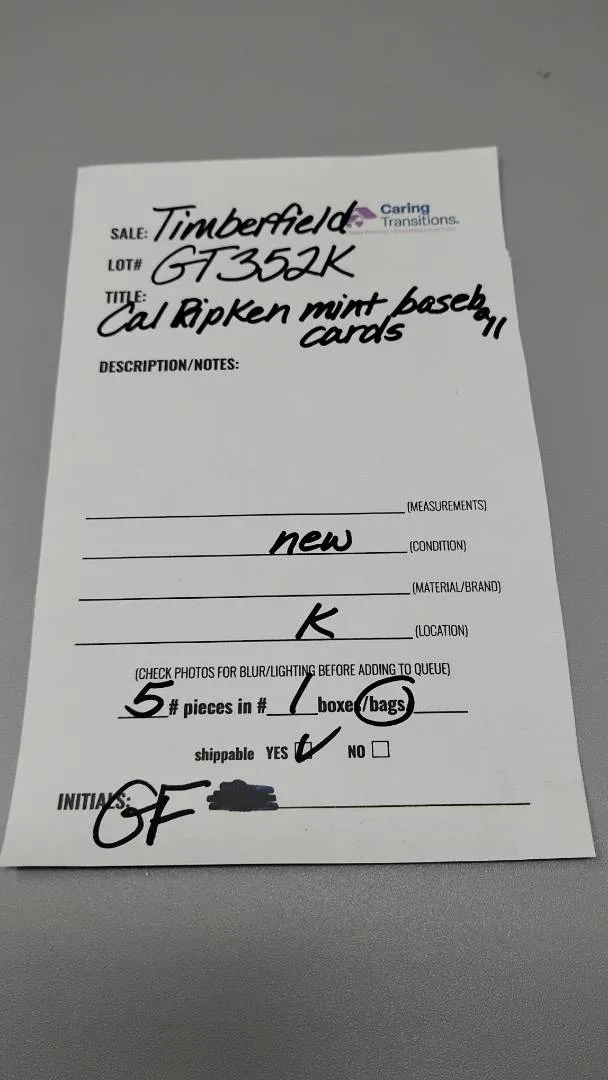 Caring
Transitions.
SALE: Timberfield
LOT# GT352K
TITLE:
Cal Ripken mint baseball
cards
DESCRIPTION/NOTES:
(MEASUREMENTS)
new (CONDITION)
(MATERIAL/BRAND)
K (LOCATION)
(CHECK PHOTOS FOR BLUR/LIGHTING BEFORE ADDING TO QUEUE)
5 # pieces in # 1 boxes/bags
shippable YES NO
INITIALS: GF